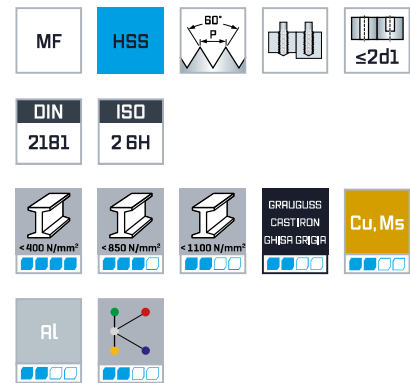 MF
HSS
60°
P
≤2d1
DIN
2181
ISO
2 6H
<400 N/mm²
<850 N/mm²
<1100 N/mm²
GRAUGUSS
CAST IRON
GHISA GRIGIA
Cu, Ms
Al